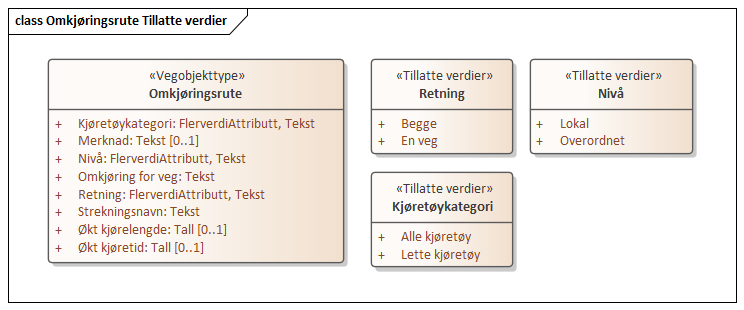 class Omkjøringsrute Tillatte verdier
«Vegobjekttype»
Omkjøringsrute
+ Kjøretøykategori: FlerverdiAttributt, Tekst
+ Merknad: Tekst [0..1]
+ Nivå: FlerverdiAttributt, Tekst
+ Omkjøring for veg: Tekst
+ Retning: FlerverdiAttributt, Tekst
+ Strekningsnavn: Tekst
+ Økt kjørelengde: Tall [0..1]
+ Økt kjøretid: Tall [0..1]
«Tillatte verdier»
Retning
+ Begge
+ En veg
«Tillatte verdier»
Nivå
+ Lokal
+ Overordnet
«Tillatte verdier»
Kjøretøykategori
+ Alle kjøretøy
+ Lette kjøretøy